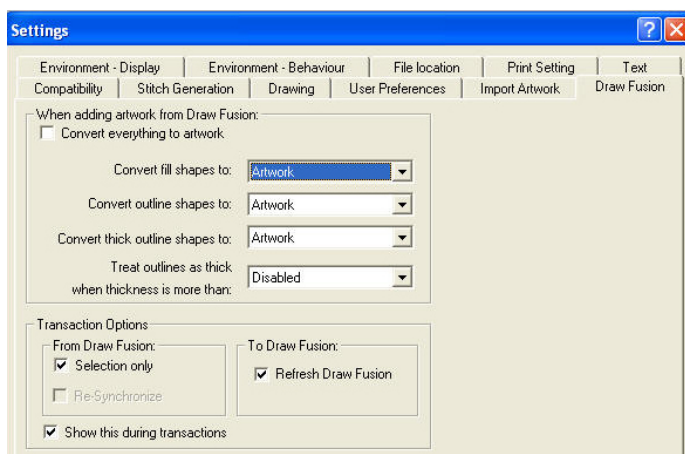 Settings
Environment - Display
Environment - Behaviour
File location
Print Setting
Text
Compatibility
Stitch Generation
Drawing
User Preferences
Import Artwork
Draw Fusion
When adding artwork from Draw Fusion:
Convert everything to artwork
Convert fill shapes to:
Artwork
Convert outline shapes to:
Artwork
Convert thick outline shapes to:
Artwork
Treat outlines as thick
when thickness is more than:
Disabled
Transaction Options
From Draw Fusion:
To Draw Fusion:
Selection only
Refresh Draw Fusion
Re-Synchronize
Show this during transactions